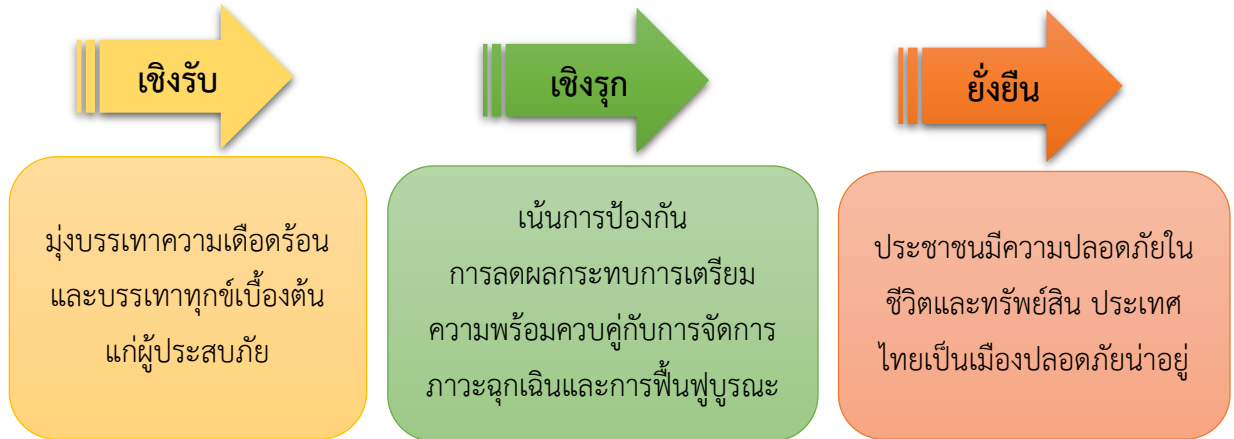 เชิงรับ
มุ่งบรรเทาความเดือดร้อน
และบรรเทาทุกข์เบื้องต้น
แก่ผู้ประสบภัย
เชิงรุก
เน้นการป้องกัน
การลดผลกระทบการเตรียม
ความพร้อมควบคู่กับการจัดการ
ภาวะฉุกเฉินและการฟื้นฟูบูรณะ
ยั่งยืน
ประชาชนมีความปลอดภัยใน
ชีวิตและทรัพย์สิน ประเทศ
ไทยเป็นเมืองปลอดภัยน่าอยู่